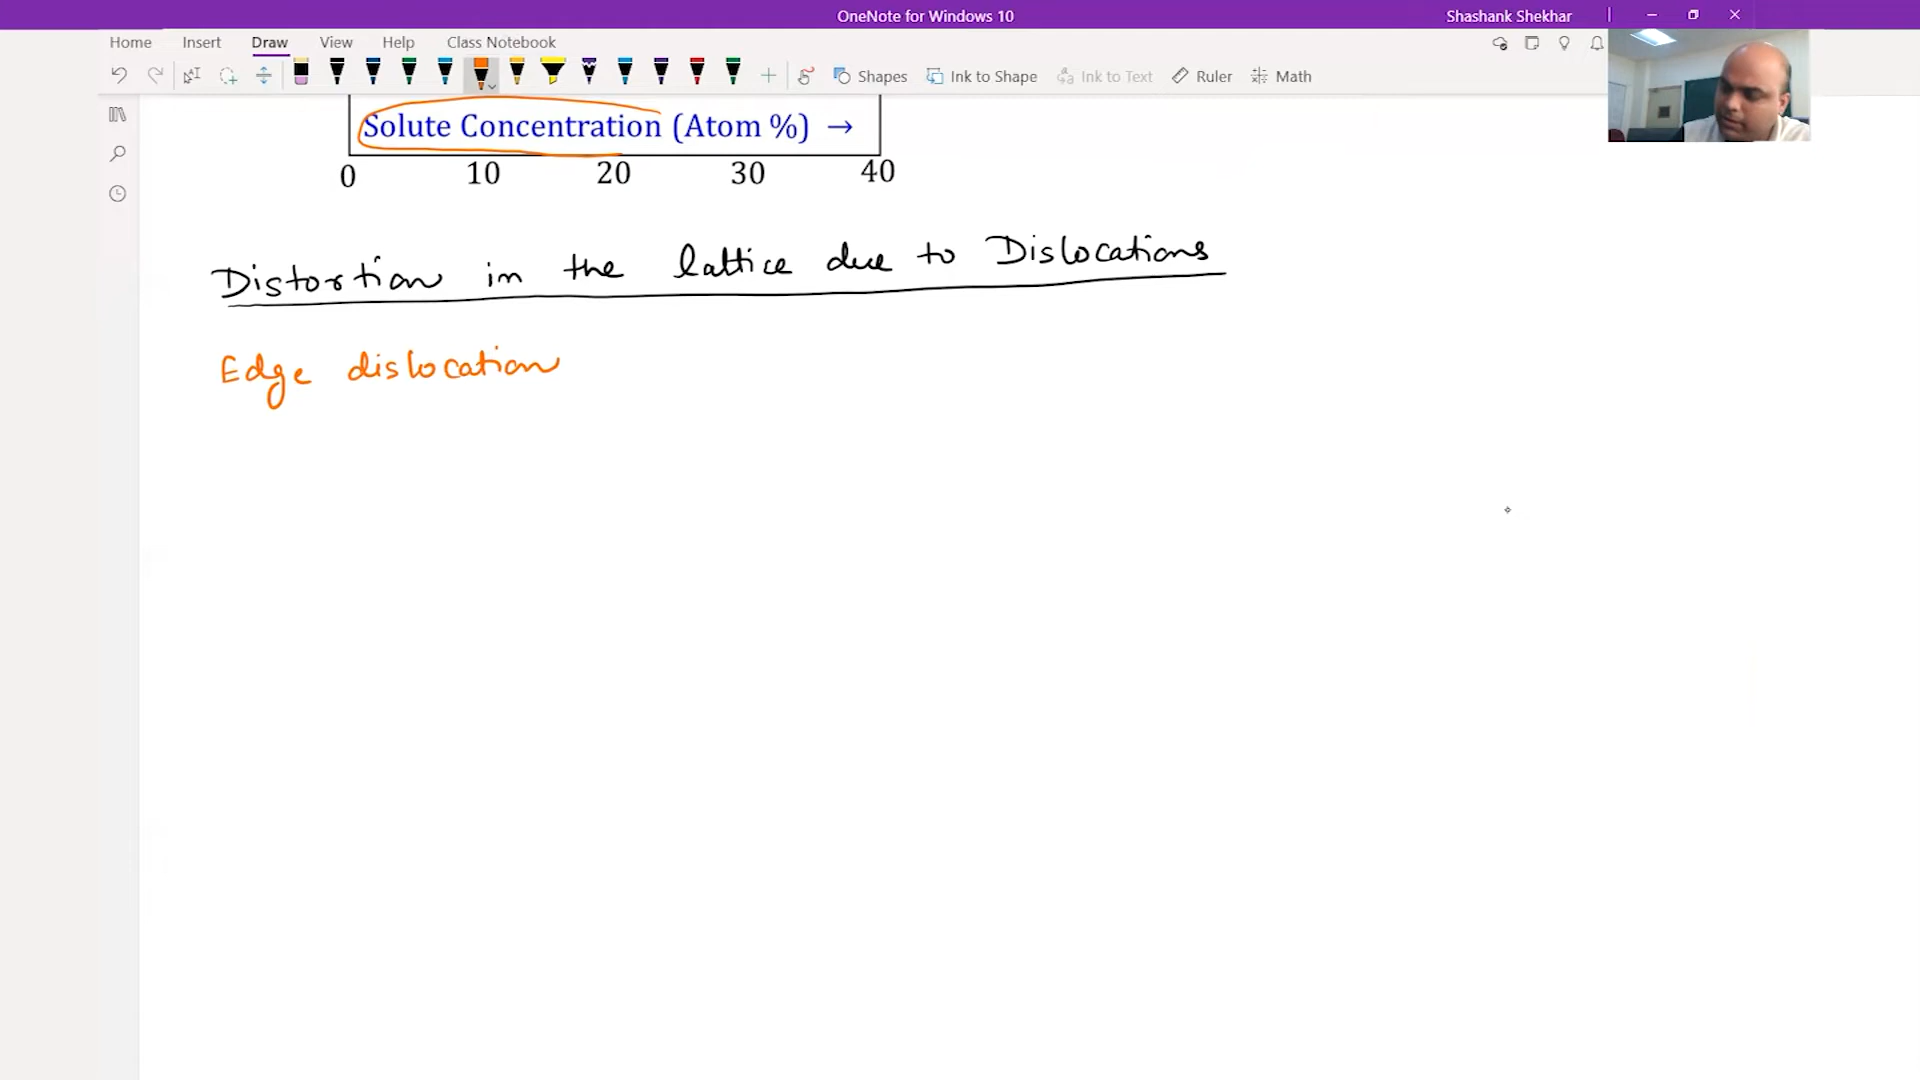 OneNote for Windows 10
Shashank Shekhar
Home Insert Draw View Help Class Notebook
Shapes Ink to Shape Ink to Text Ruler Math
Solute Concentration (Atom %) →
0 10 20 30 40
Distortion in the lattice due to Dislocations
Edge dislocation